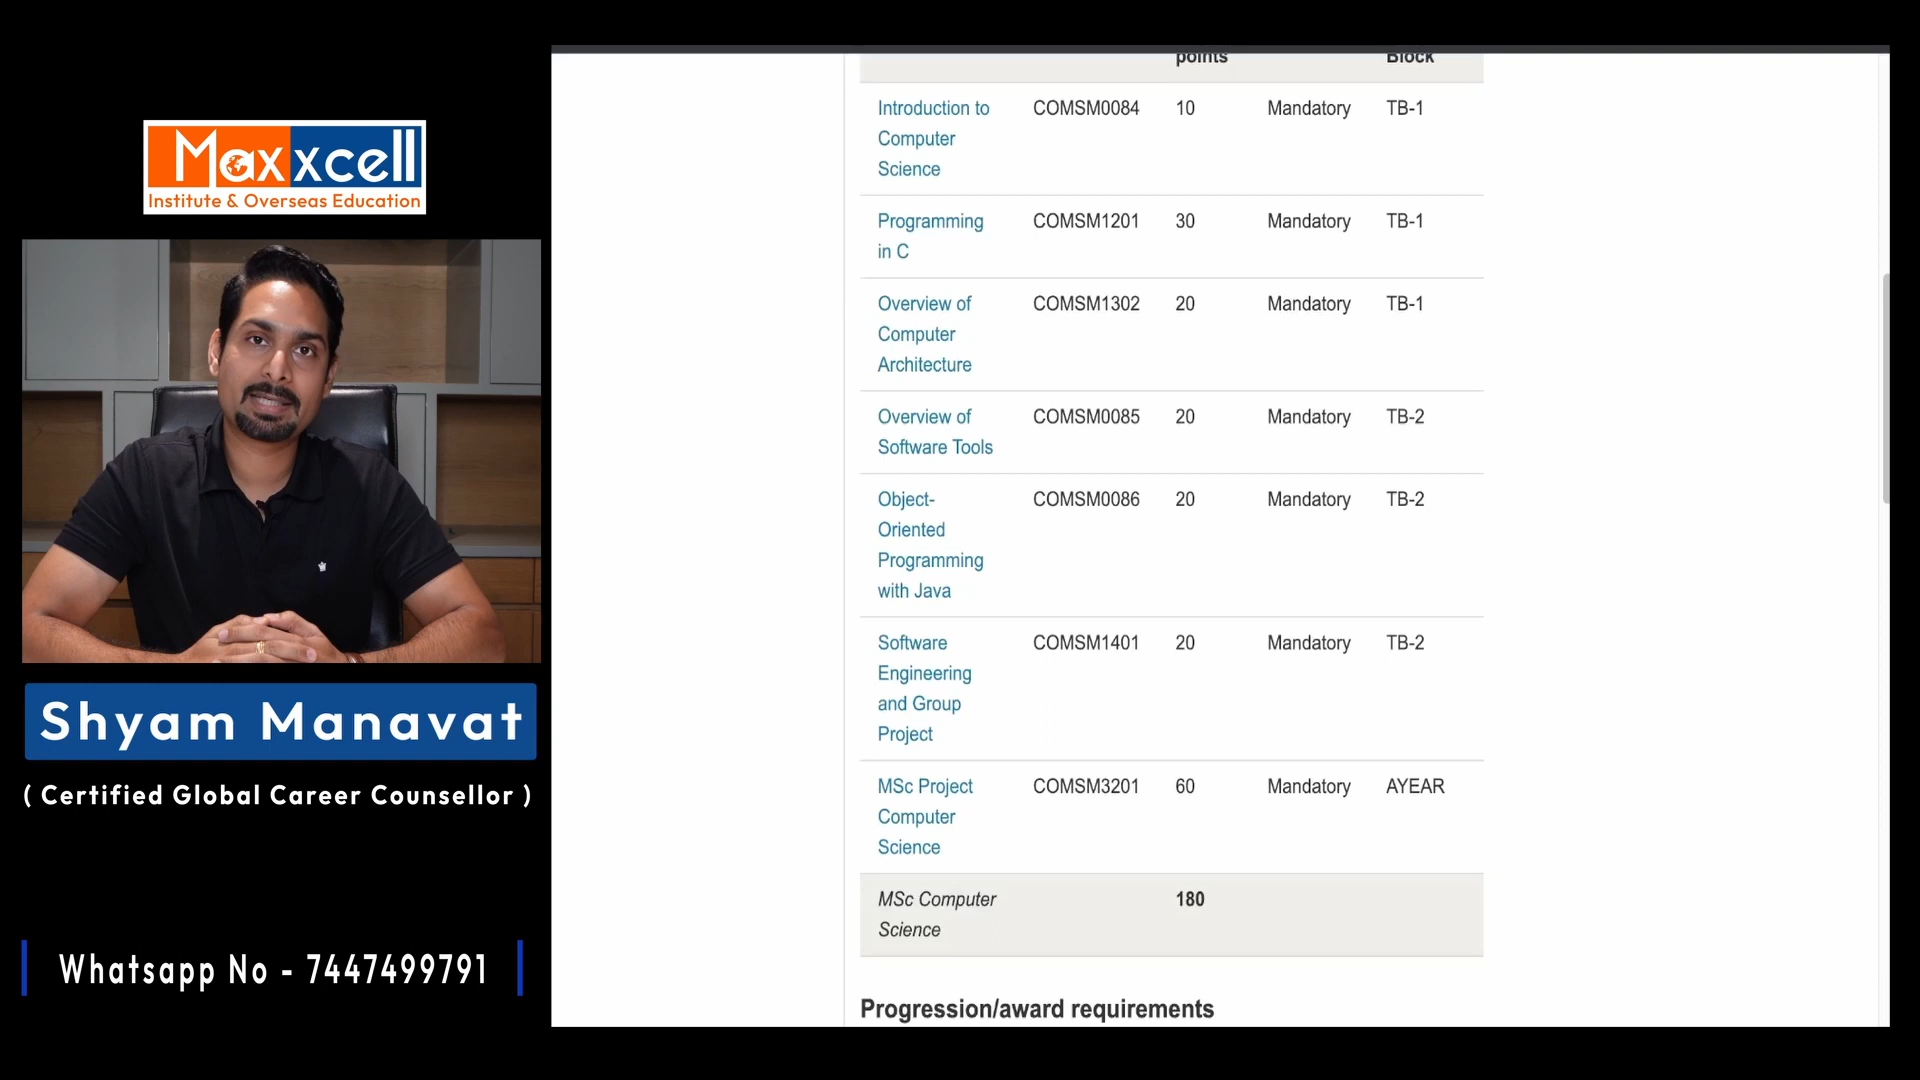 Maxxcell
Institute & Overseas Education
Shyam Manavat
( Certified Global Career Counsellor )
Whatsapp No - 7447499791
points Block
Introduction to COMSM0084 10 Mandatory TB-1
Computer
Science
Programming COMSM1201 30 Mandatory TB-1
in C
Overview of COMSM1302 20 Mandatory TB-1
Computer
Architecture
Overview of COMSM0085 20 Mandatory TB-2
Software Tools
Object- COMSM0086 20 Mandatory TB-2
Oriented
Programming
with Java
Software COMSM1401 20 Mandatory TB-2
Engineering
and Group
Project
MSc Project COMSM3201 60 Mandatory AYEAR
Computer
Science
MSc Computer 180
Science
Progression/award requirements